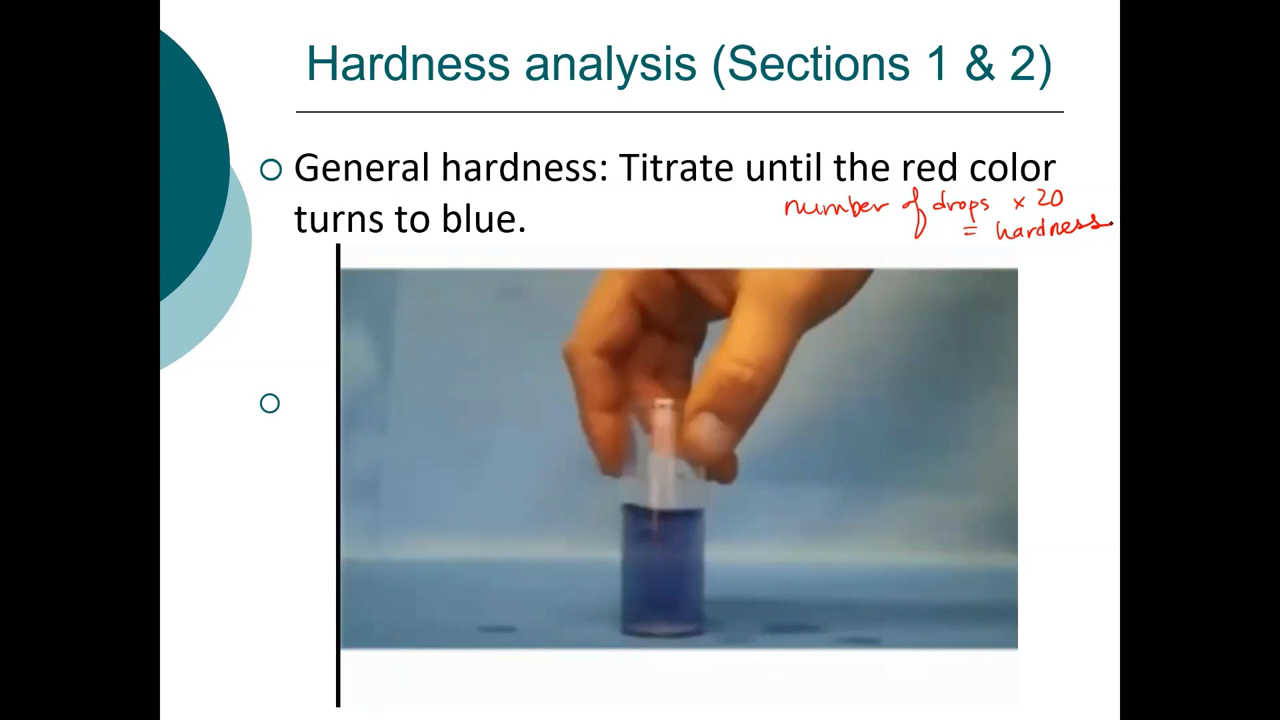 Hardness analysis (Sections 1 & 2)
General hardness: Titrate until the red color
turns to blue.
number of drops × 20
= hardness